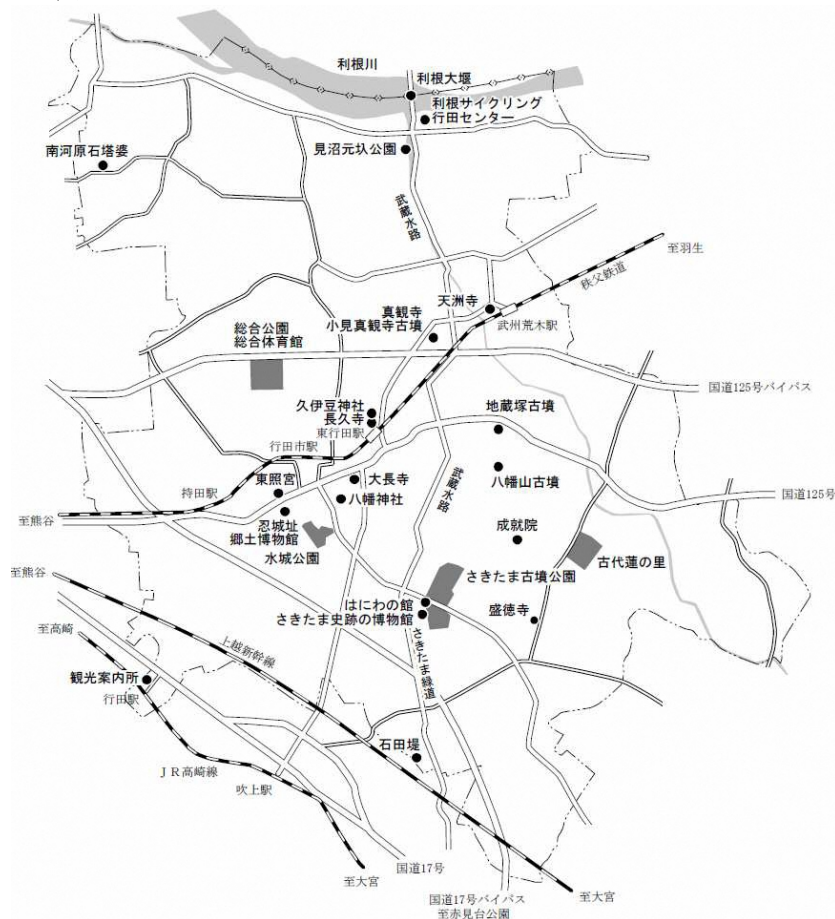 利根川
利根大堰
利根サイクリング
行田センター
見沼元圦公園
南河原石塔婆
武蔵水路
至羽生
秩父鉄道
天洲寺
武州荒木駅
真観寺
小見真観寺古墳
総合公園
総合体育館
国道125号バイパス
久伊豆神社
長久寺
東行田駅
地蔵塚古墳
行田市駅
大長寺
八幡山古墳
武蔵水路
持田駅
東照宮
八幡神社
国道125号
至熊谷
忍城址
郷土博物館
水城公園
成就院
古代蓮の里
至熊谷
さきたま古墳公園
はにわの館
さきたま史跡の博物館
盛徳寺
至高崎
上越新幹線
さきたま緑道
観光案内所
行田駅
石田堤
JR高崎線
吹上駅
国道17号
至大宮
国道17号バイパス
至赤見台公園
至大宮